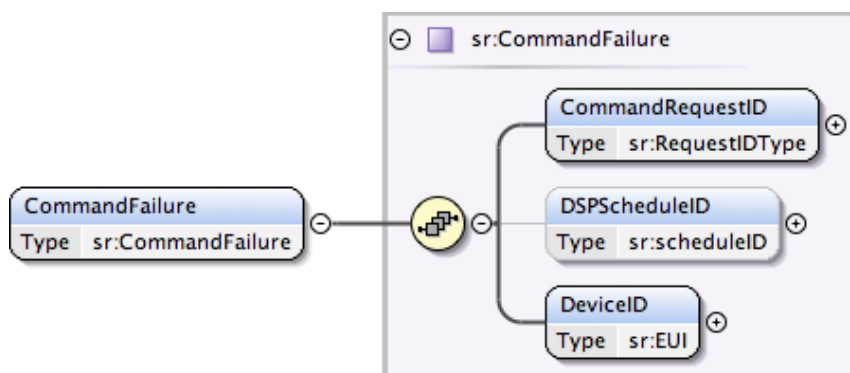 sr:CommandFailure
CommandRequestID
Type sr:RequestIDType
CommandFailure
Type sr:CommandFailure
DSPScheduleID
Type sr:scheduleID
DeviceID
Type sr:EUI